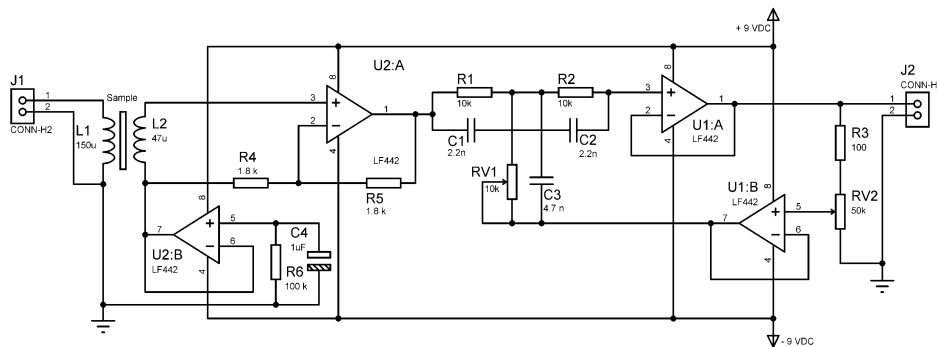 + 9 VDC
J1
1
2
CONN-H2
Sample
L1
150u
L2
47u
U2:A
8
3
2
1
4
LF442
R4
1.8 k
R5
1.8 k
R1
10k
R2
10k
C1
2.2n
C2
2.2n
RV1
10k
C3
4.7 n
8
3
2
1
U1:A
LF442
4
J2
1
2
CONN-H
R3
100
RV2
50k
U1:B
LF442
8
5
6
7
4
8
5
6
7
U2:B
LF442
4
C4
1uF
R6
100 k
- 9 VDC